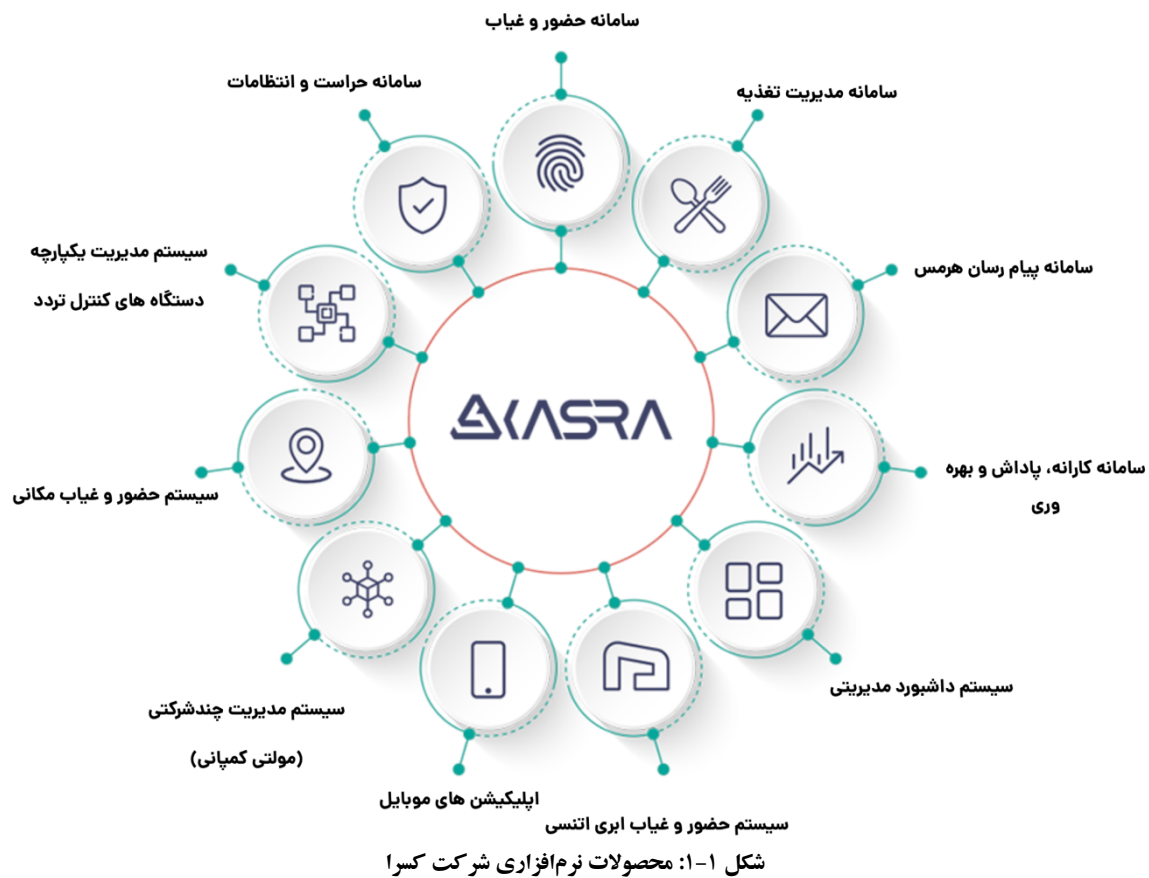 سامانه حضور و غیاب
سامانه حراست و انتظامات
سامانه مدیریت تغذیه
سیستم مدیریت یکپارچه
دستگاه های کنترل تردد
سامانه پیام رسان هرمس
KASRA
سیستم حضور و غیاب مکانی
سامانه کارانه، پاداش و بهره
وری
سیستم داشبورد مدیریتی
سیستم مدیریت چندشرکتی
(مولتی کمپانی)
اپلیکیشن های موبایل
سیستم حضور و غیاب ابری اتنسی
شکل ۱-۱: محصولات نرم‌افزاری شرکت کسرا